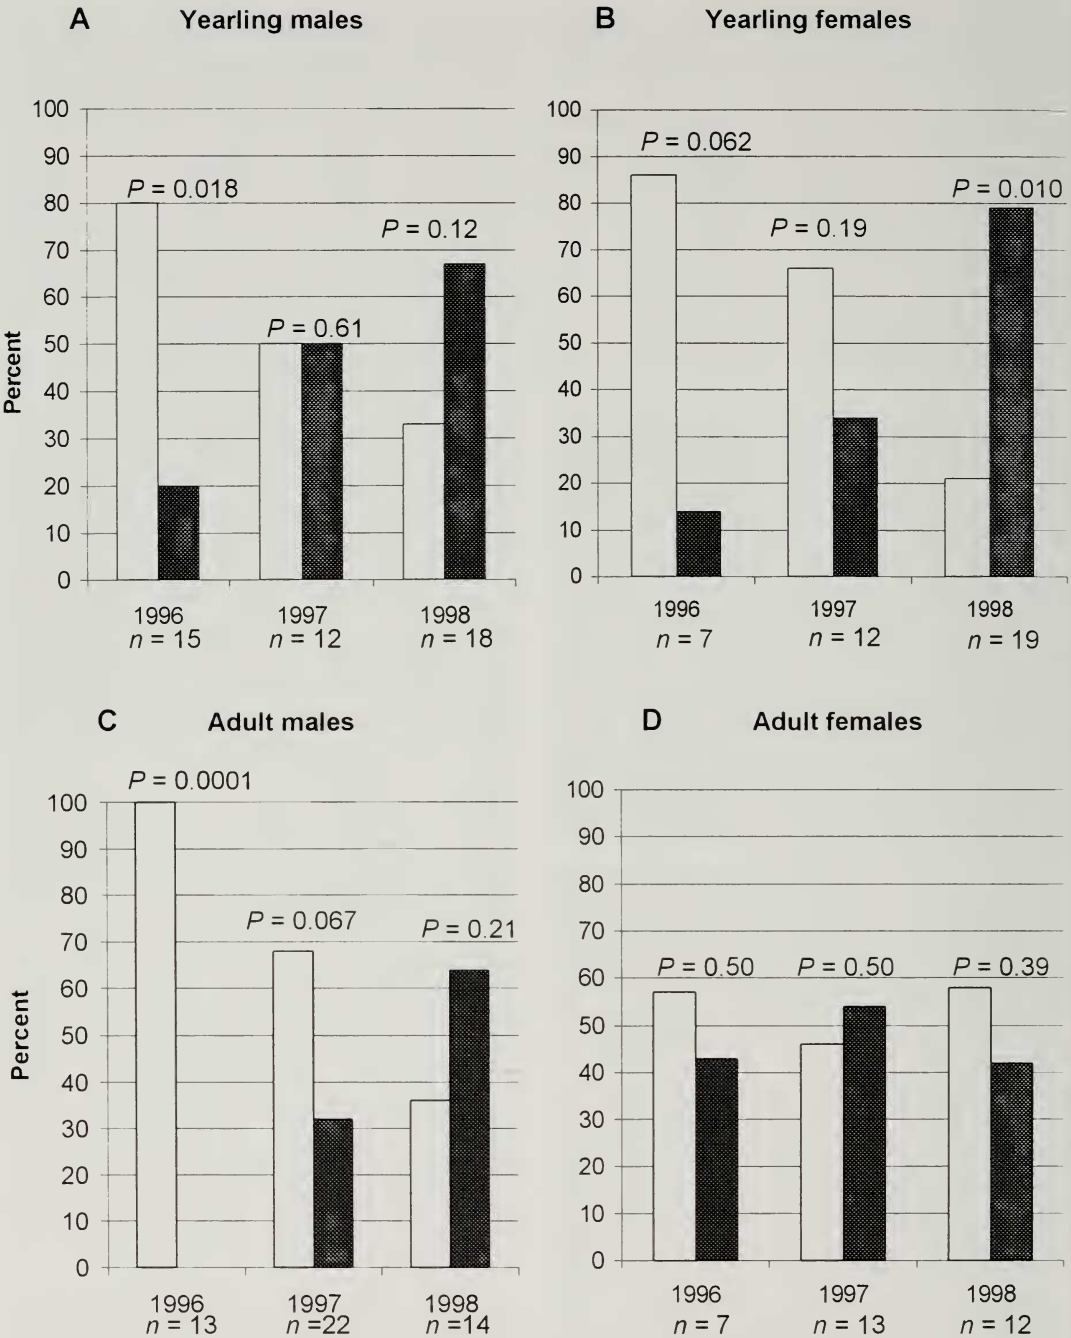 A Yearling males
B Yearling females
Percent
100
90
80
70
60
50
40
30
20
10
0
P = 0.018
P = 0.61
P = 0.12
1996
n = 15
1997
n = 12
1998
n = 18
100
90
80
70
60
50
40
30
20
10
0
P = 0.062
P = 0.19
P = 0.010
1996
n = 7
1997
n = 12
1998
n = 19
C Adult males
D Adult females
Percent
100
90
80
70
60
50
40
30
20
10
0
P = 0.0001
P = 0.067
P = 0.21
1996
n = 13
1997
n =22
1998
n =14
100
90
80
70
60
50
40
30
20
10
0
P = 0.50
P = 0.50
P = 0.39
1996
n = 7
1997
n = 13
1998
n = 12